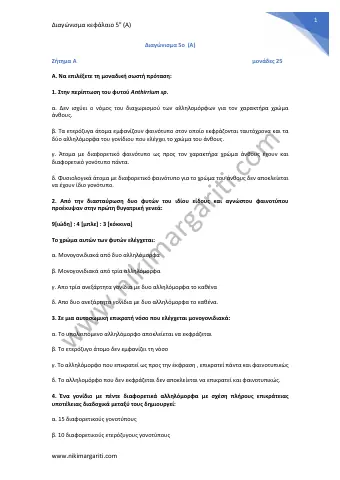 Διαγώνισμα κεφάλαιο 5° (Α)
1
Διαγώνισμα 5ο (Α)
Ζήτημα Α μονάδες 25
Α. Να επιλέξετε τη μοναδική σωστή πρόταση:
1. Στην περίπτωση του φυτού Anthirium sp.
α. Δεν ισχύει ο νόμος του διαχωρισμού των αλληλομόρφων για τον χαρακτήρα χρώμα
άνθους.
β. Τα ετερόζυγα άτομα εμφανίζουν φαινότυπο στον οποίο εκφράζονται ταυτόχρονα και τα
δύο αλληλόμορφα του γονιδίου που ελέγχει το χρώμα του άνθους.
γ. Άτομα με διαφορετικό φαινότυπο ως προς τον χαρακτήρα χρώμα άνθους έχουν και
διαφορετικό γονότυπο πάντα.
δ. Φυσιολογικά άτομα με διαφορετικό φαινότυπο για το χρώμα του άνθους δεν αποκλείεται
να έχουν ίδιο γονότυπο.
2. Από την διασταύρωση δυο φυτών του ιδίου είδους και αγνώστου φαινοτύπου
προέκυψαν στην πρώτη θυγατρική γενεά:
9[ιώδη] : 4 [μπλε] : 3 [κόκκινα]
Το χρώμα αυτών των φυτών ελέγχεται:
α. Μονογονιδιακά από δυο αλληλόμορφα
β. Μονογονιδιακά από τρία αλληλόμορφα
γ. Απο τρία ανεξάρτητα γονίδια με δυο αλληλόμορφα το καθένα
δ. Απο δυο ανεξάρτητα γονίδια με δυο αλληλόμορφα το καθένα.
3. Σε μια αυτοσωμική επικρατή νόσο που ελέγχεται μονογονιδιακά:
α. Το υπολειπόμενο αλληλόμορφο αποκλείεται να εκφράζεται
β. Το ετερόζυγο άτομο δεν εμφανίζει τη νόσο
γ. Το αλληλόμορφο που επικρατεί ως προς την έκφραση , επικρατεί πάντα και φαινοτυπικώς
δ. Το αλληλομόρφο που δεν εκφράζεται δεν αποκλείεται να επικρατεί και φαινοτυπικώς.
4. Ένα γονίδιο με πέντε διαφορετικά αλληλόμορφα με σχέση πλήρους επικράτειας
υποτέλειας διαδοχικά μεταξύ τους δημιουργεί:
α. 15 διαφορετικούς γονοτύπους
β. 10 διαφορετικούς ετερόζυγους γονοτύπους
www.nikimargariti.com
www.nikimargariti.com